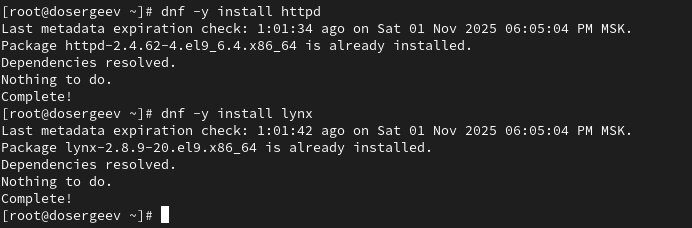 [root@dosergeev ~]# dnf -y install httpd
Last metadata expiration check: 1:01:34 ago on Sat 01 Nov 2025 06:05:04 PM MSK.
Package httpd-2.4.62-4.el9_6.4.x86_64 is already installed.
Dependencies resolved.
Nothing to do.
Complete!
[root@dosergeev ~]# dnf -y install lynx
Last metadata expiration check: 1:01:42 ago on Sat 01 Nov 2025 06:05:04 PM MSK.
Package lynx-2.8.9-20.el9.x86_64 is already installed.
Dependencies resolved.
Nothing to do.
Complete!
[root@dosergeev ~]#